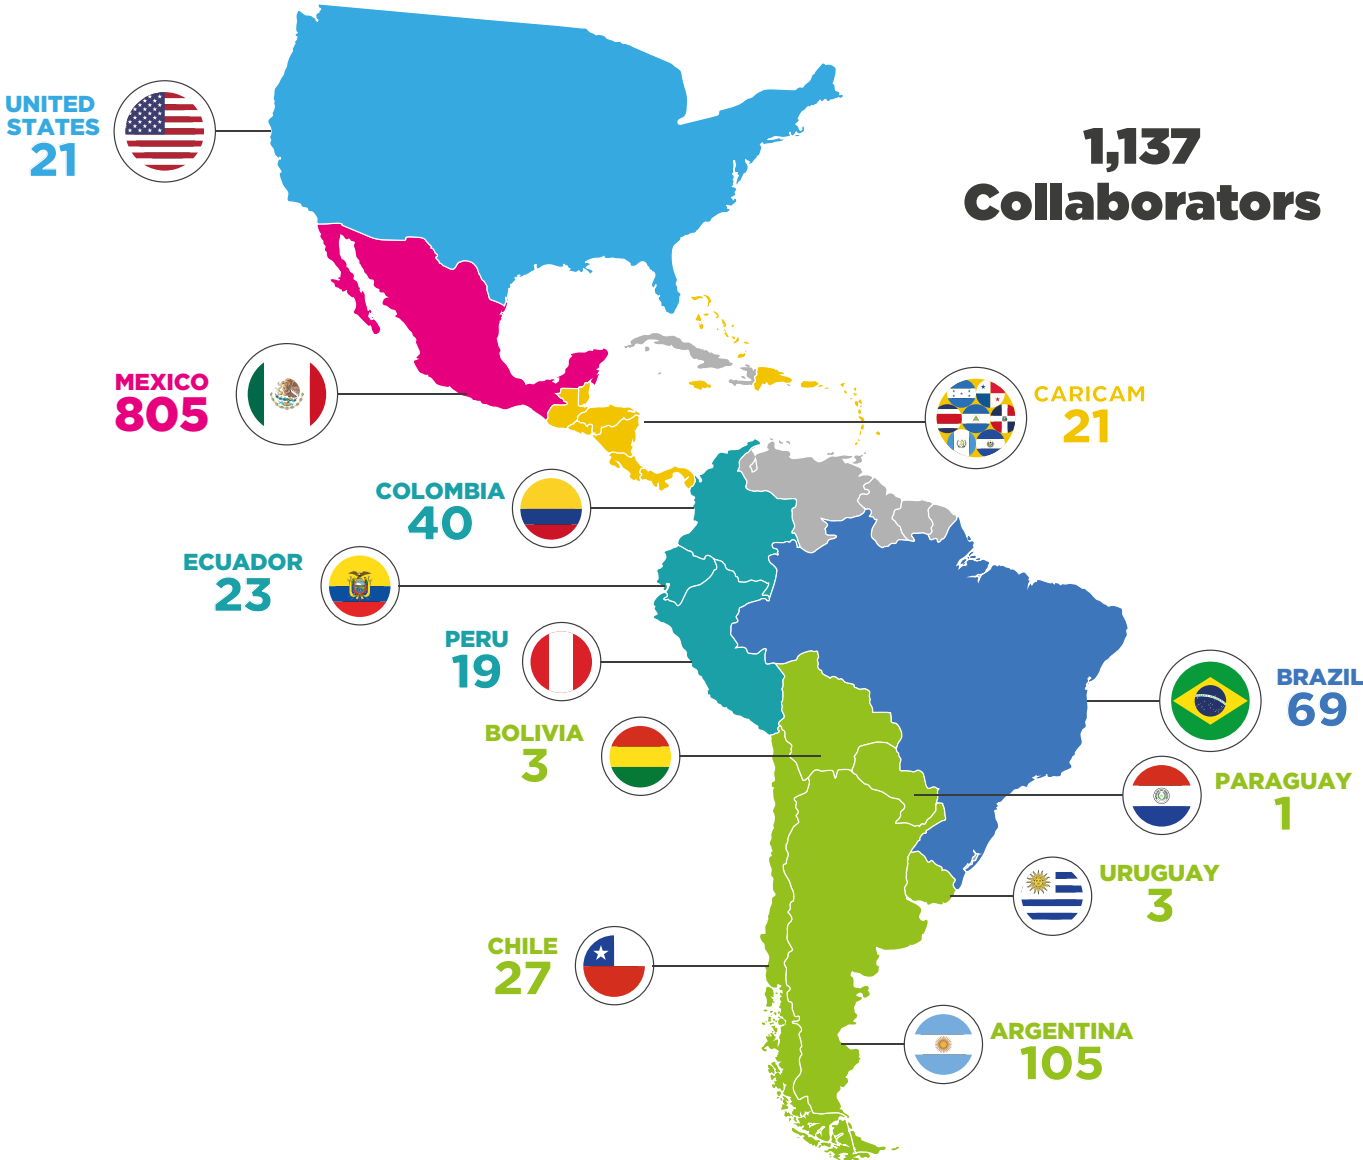 UNITED
STATES
21
1,137
Collaborators
MEXICO
805
CARICAM
21
COLOMBIA
40
ECUADOR
23
PERU
19
BRAZIL
69
BOLIVIA
3
PARAGUAY
1
URUGUAY
3
CHILE
27
ARGENTINA
105